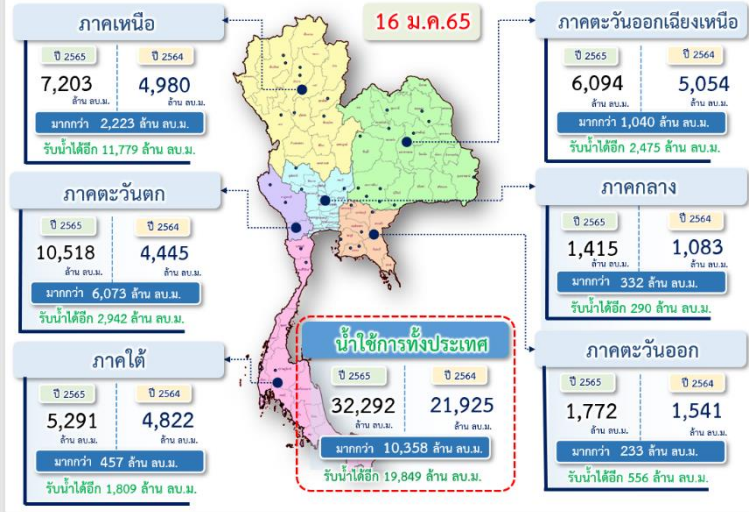 16 ม.ค.65
ภาคเหนือ
ปี 2565 ปี 2564
7,203 4,980
ล้าน ลบ.ม. ล้าน ลบ.ม.
มากกว่า 2,223 ล้าน ลบ.ม.
รับน้ำได้อีก 11,779 ล้าน ลบ.ม.
ภาคตะวันออกเฉียงเหนือ
ปี 2565 ปี 2564
6,094 5,054
ล้าน ลบ.ม. ล้าน ลบ.ม.
มากกว่า 1,040 ล้าน ลบ.ม.
รับน้ำได้อีก 2,475 ล้าน ลบ.ม.
ภาคตะวันตก
ปี 2565 ปี 2564
10,518 4,445
ล้าน ลบ.ม. ล้าน ลบ.ม.
มากกว่า 6,073 ล้าน ลบ.ม.
รับน้ำได้อีก 2,942 ล้าน ลบ.ม.
ภาคกลาง
ปี 2565 ปี 2564
1,415 1,083
ล้าน ลบ.ม. ล้าน ลบ.ม.
มากกว่า 332 ล้าน ลบ.ม.
รับน้ำได้อีก 290 ล้าน ลบ.ม.
ภาคใต้
ปี 2565 ปี 2564
5,291 4,822
ล้าน ลบ.ม. ล้าน ลบ.ม.
มากกว่า 457 ล้าน ลบ.ม.
รับน้ำได้อีก 1,809 ล้าน ลบ.ม.
น้ำใช้การทั้งประเทศ
ปี 2565 ปี 2564
32,292 21,925
ล้าน ลบ.ม. ล้าน ลบ.ม.
มากกว่า 10,358 ล้าน ลบ.ม.
รับน้ำได้อีก 19,849 ล้าน ลบ.ม.
ภาคตะวันออก
ปี 2565 ปี 2564
1,772 1,541
ล้าน ลบ.ม. ล้าน ลบ.ม.
มากกว่า 233 ล้าน ลบ.ม.
รับน้ำได้อีก 556 ล้าน ลบ.ม.